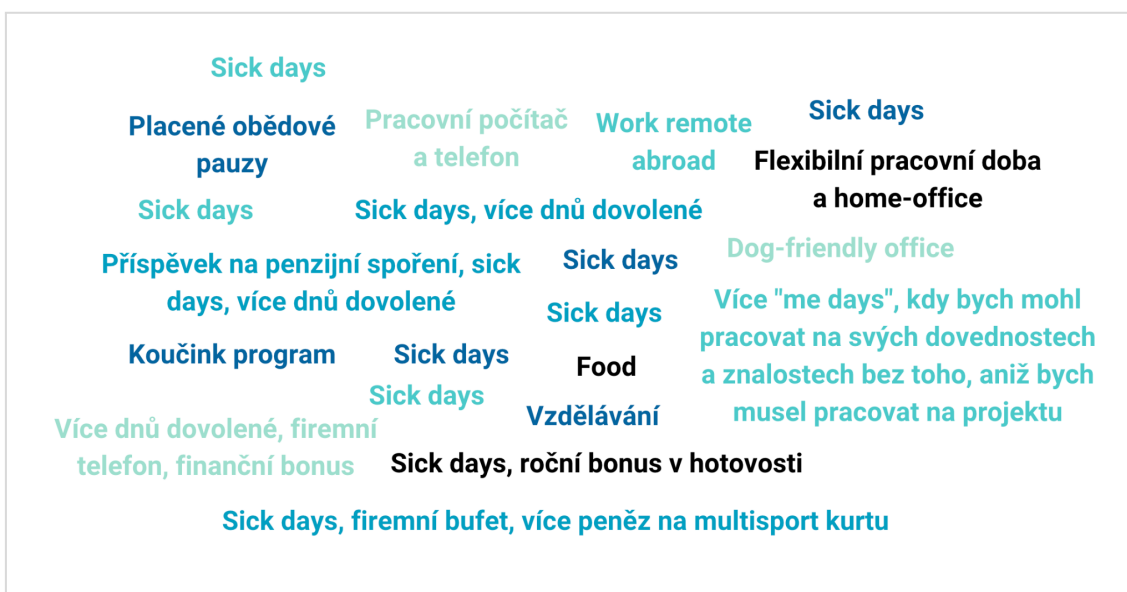 Sick days
Placené obědové
pauzy
Pracovní počítač
a telefon
Work remote
abroad
Sick days
Flexibilní pracovní doba
a home-office
Sick days
Sick days, více dnů dovolené
Dog-friendly office
Příspěvek na penzijní spoření, sick
days, více dnů dovolené
Sick days
Sick days
Více "me days", kdy bych mohl
pracovat na svých dovednostech
a znalostech bez toho, aniž bych
musel pracovat na projektu
Koučink program
Sick days
Food
Sick days
Vzdělávání
Více dnů dovolené, firemní
telefon, finanční bonus
Sick days, roční bonus v hotovosti
Sick days, firemní bufet, více peněz na multisport kurtu